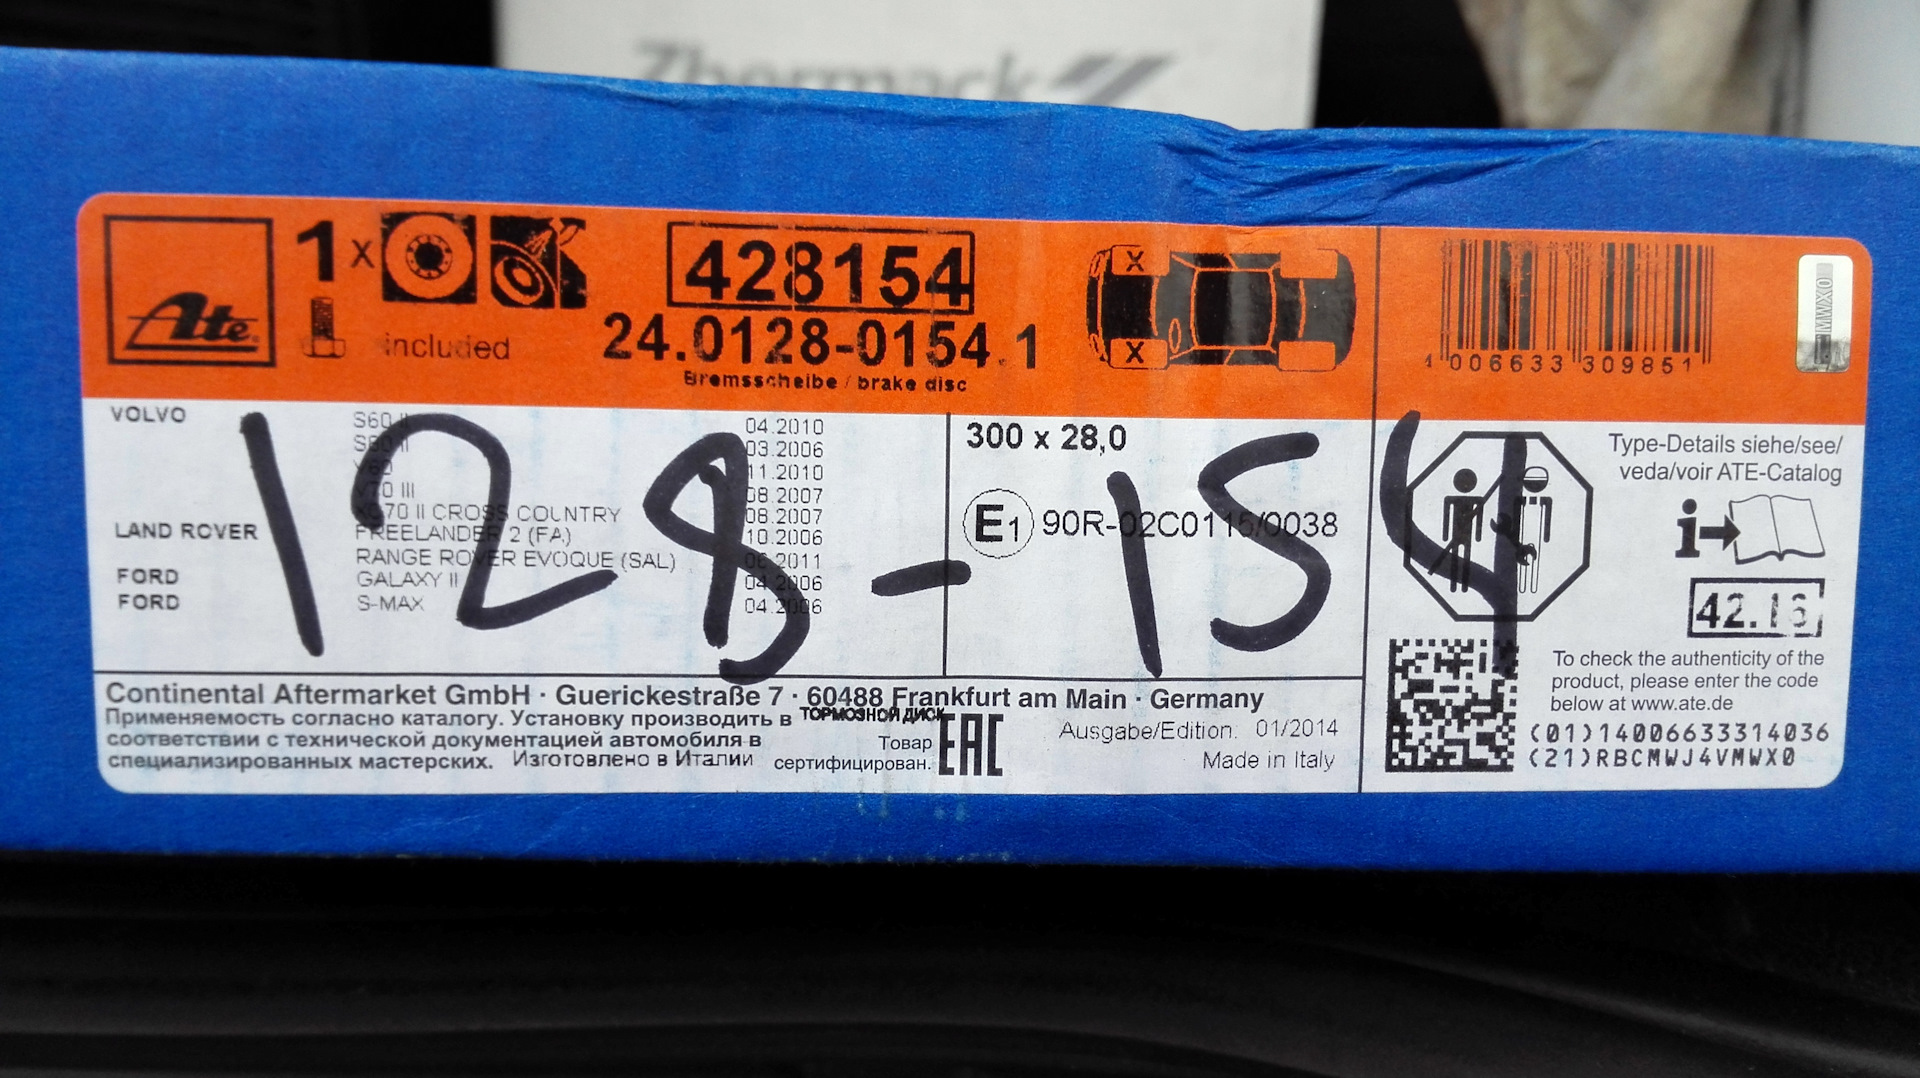 Zhermack
Ate
1 x
included
428154
24.0128-0154.1
Bremsscheibe / brake disc
X
X
4 006633 309851
MWX0
VOLVO S60 II 04.2010
S80 II 03.2006
V60 11.2010
V70 III 08.2007
XC70 II CROSS COUNTRY 08.2007
LAND ROVER FREELANDER 2 (FA) 10.2006
RANGE ROVER EVOQUE (SAL) 06.2011
FORD GALAXY II 04.2006
FORD S-MAX 04.2006
128-154
300 x 28,0
E1 90R-02C0115/0038
Type-Details siehe/see/
veda/voir ATE-Catalog
i
42.16
To check the authenticity of the
product, please enter the code
below at www.ate.de
(01)14006633314036
(21)RBCMWJ4VMWX0
Continental Aftermarket GmbH · Guerickestraße 7 · 60488 Frankfurt am Main · Germany
Применяемость согласно каталогу. Установку производить в
соответствии с технической документацией автомобиля в
специализированных мастерских. Изготовлено в Италии
ТОРМОЗНОЙ ДИСК
Товар
сертифицирован.
EAC
Ausgabe/Edition: 01/2014
Made in Italy